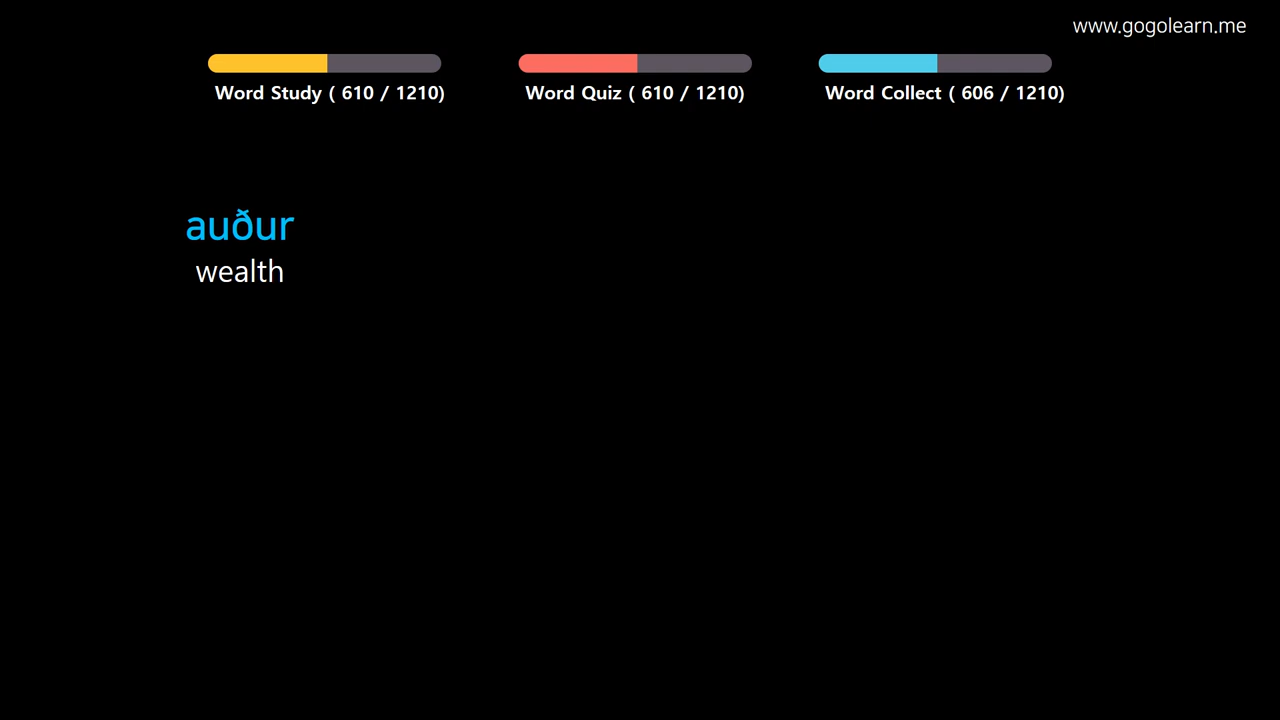 www.gogolearn.me
Word Study ( 610 / 1210)
Word Quiz ( 610 / 1210)
Word Collect ( 606 / 1210)
auður
wealth